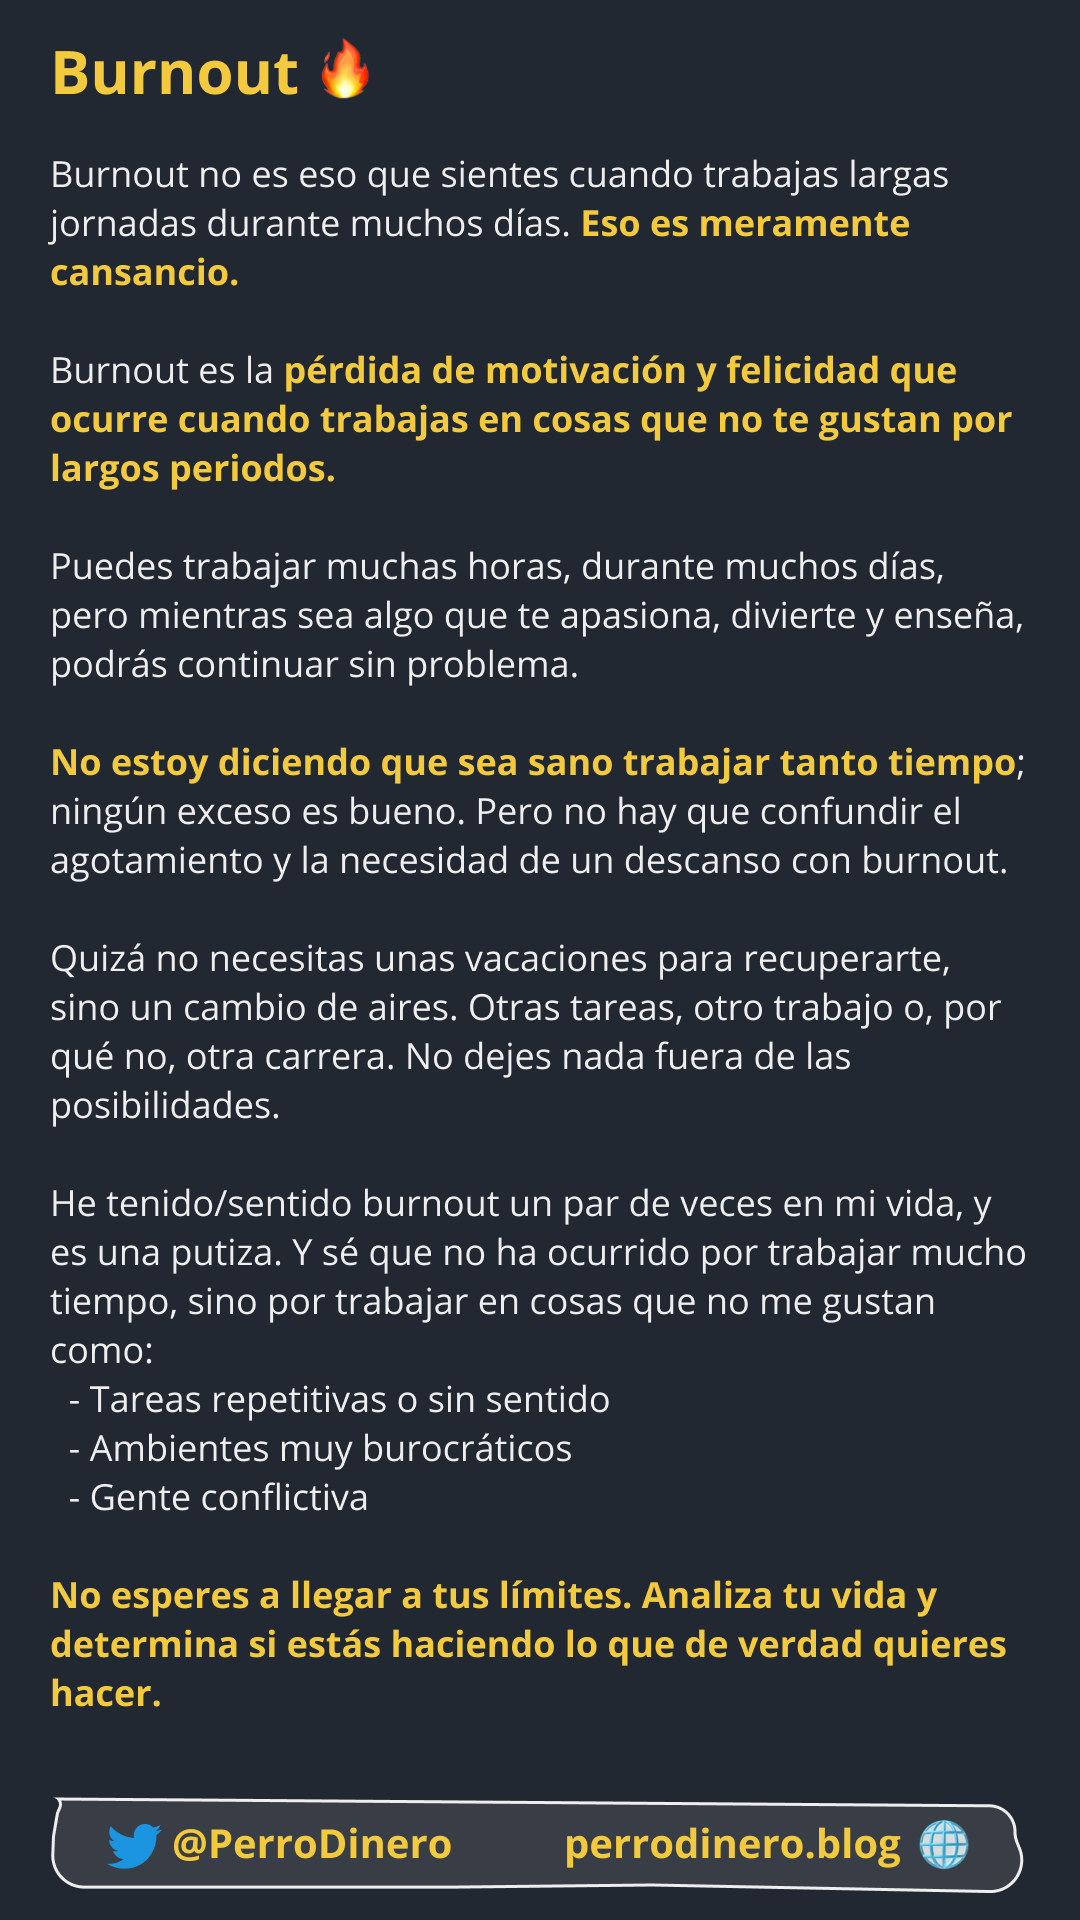 Burnout 🔥
Burnout no es eso que sientes cuando trabajas largas
jornadas durante muchos días. Eso es meramente
cansancio.
Burnout es la pérdida de motivación y felicidad que
ocurre cuando trabajas en cosas que no te gustan por
largos periodos.
Puedes trabajar muchas horas, durante muchos días,
pero mientras sea algo que te apasiona, divierte y enseña,
podrás continuar sin problema.
No estoy diciendo que sea sano trabajar tanto tiempo;
ningún exceso es bueno. Pero no hay que confundir el
agotamiento y la necesidad de un descanso con burnout.
Quizá no necesitas unas vacaciones para recuperarte,
sino un cambio de aires. Otras tareas, otro trabajo o, por
qué no, otra carrera. No dejes nada fuera de las
posibilidades.
He tenido/sentido burnout un par de veces en mi vida, y
es una putiza. Y sé que no ha ocurrido por trabajar mucho
tiempo, sino por trabajar en cosas que no me gustan
como:
- Tareas repetitivas o sin sentido
- Ambientes muy burocráticos
- Gente conflictiva
No esperes a llegar a tus límites. Analiza tu vida y
determina si estás haciendo lo que de verdad quieres
hacer.
@PerroDinero perrodinero.blog